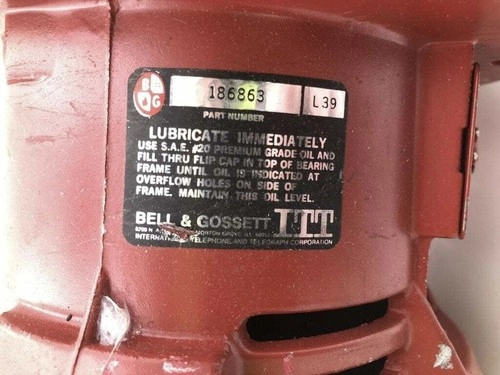 B G
186863 L39
PART NUMBER
LUBRICATE IMMEDIATELY
USE S.A.E. #20 PREMIUM GRADE OIL AND
FILL THRU FLIP CAP IN TOP OF BEARING
FRAME UNTIL OIL IS INDICATED AT
OVERFLOW HOLES ON SIDE OF
FRAME. MAINTAIN THIS OIL LEVEL.
BELL & GOSSETT ITT
8200 N. MORTON GROVE, ILL.
TELEPHONE AND TELEGRAPH CORPORATION